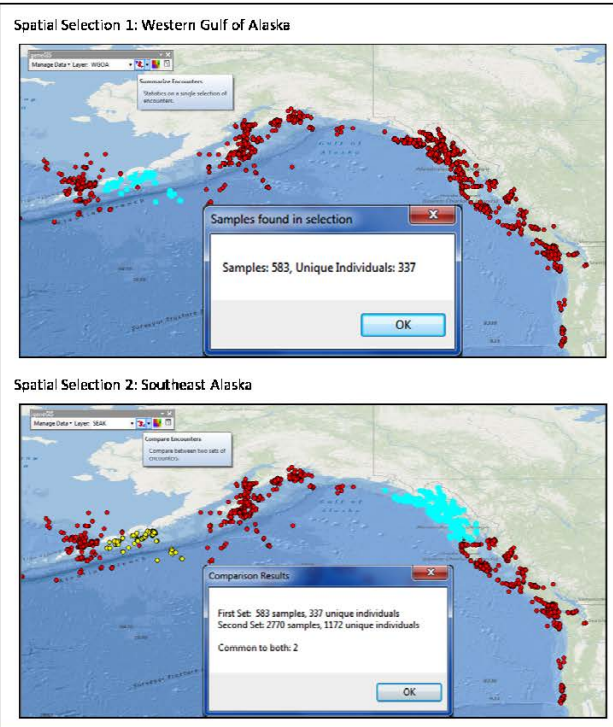 Spatial Selection 1: Western Gulf of Alaska
Manage Data Layer: WGOA
Summarize Encounters
Statistics on a single selection of
encounters.
Gulf of
Alaska
Samples found in selection
Samples: 583, Unique Individuals: 337
OK
Spatial Selection 2: Southeast Alaska
Manage Data Layer: SEAK
Compare Encounters
Compare between two sets of
encounters.
Comparison Results
First Set: 583 samples, 337 unique individuals
Second Set: 2770 samples, 1172 unique individuals
Common to both: 2
OK